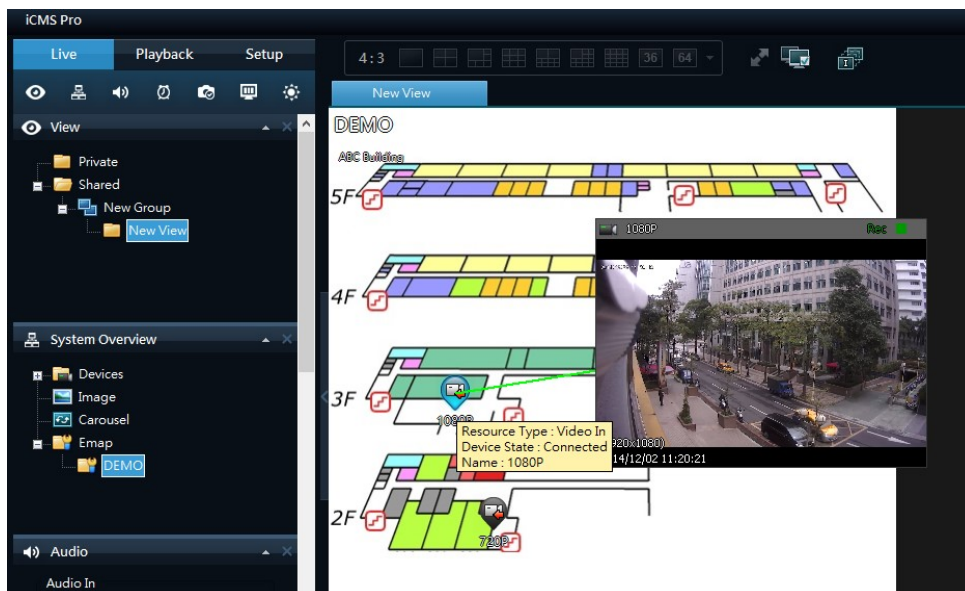 iCMS Pro
Live Playback Setup
4:3 36 64
View
New View
Private
Shared
New Group
New View
DEMO
ABC Building
5F
1080P Rec
4F
System Overview
Devices
Image
Carousel
Emap
DEMO
3F
1080P
Resource Type : Video In
Device State : Connected
Name : 1080P
920x1080)
14/12/02 11:20:21
2F
720P
Audio
Audio In